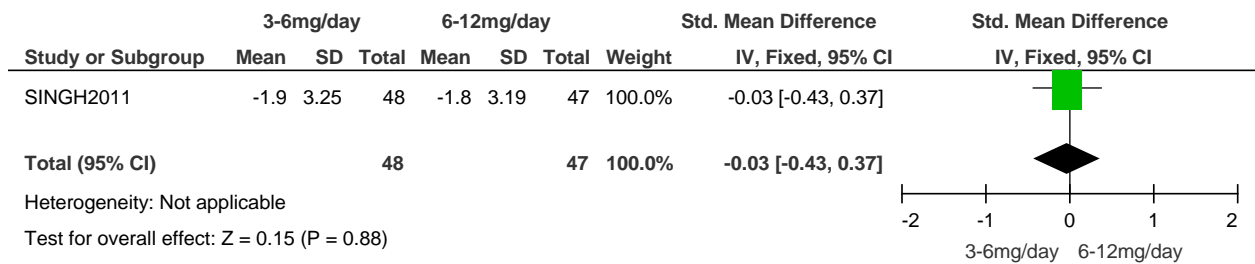 3-6mg/day 6-12mg/day Std. Mean Difference Std. Mean Difference
Study or Subgroup Mean SD Total Mean SD Total Weight IV, Fixed, 95% CI IV, Fixed, 95% CI
SINGH2011 -1.9 3.25 48 -1.8 3.19 47 100.0% -0.03 [-0.43, 0.37]
Total (95% CI) 48 47 100.0% -0.03 [-0.43, 0.37]
Heterogeneity: Not applicable
Test for overall effect: Z = 0.15 (P = 0.88)
-2 -1 0 1 2
3-6mg/day 6-12mg/day